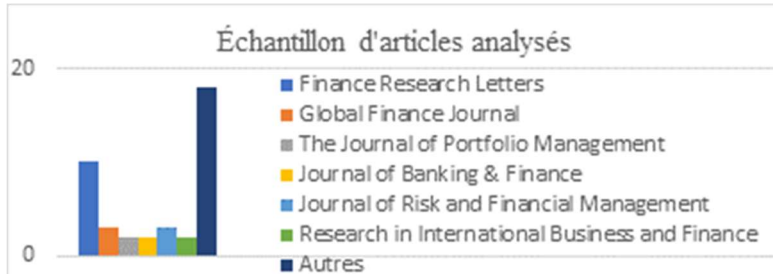 Échantillon d'articles analysés
20
Finance Research Letters
Global Finance Journal
The Journal of Portfolio Management
Journal of Banking & Finance
Journal of Risk and Financial Management
Research in International Business and Finance
0
Autres